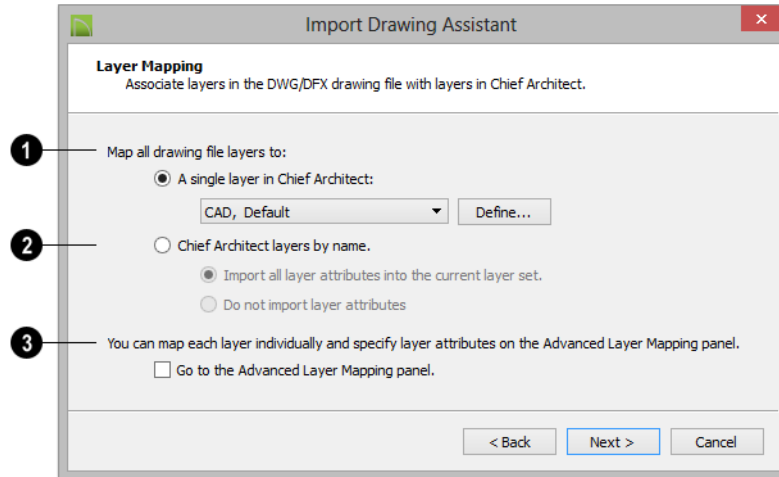 Import Drawing Assistant
×
Layer Mapping
Associate layers in the DWG/DFX drawing file with layers in Chief Architect.
1
Map all drawing file layers to:
A single layer in Chief Architect:
CAD, Default
Define...
2
Chief Architect layers by name.
Import all layer attributes into the current layer set.
Do not import layer attributes
3
You can map each layer individually and specify layer attributes on the Advanced Layer Mapping panel.
Go to the Advanced Layer Mapping panel.
< Back
Next >
Cancel